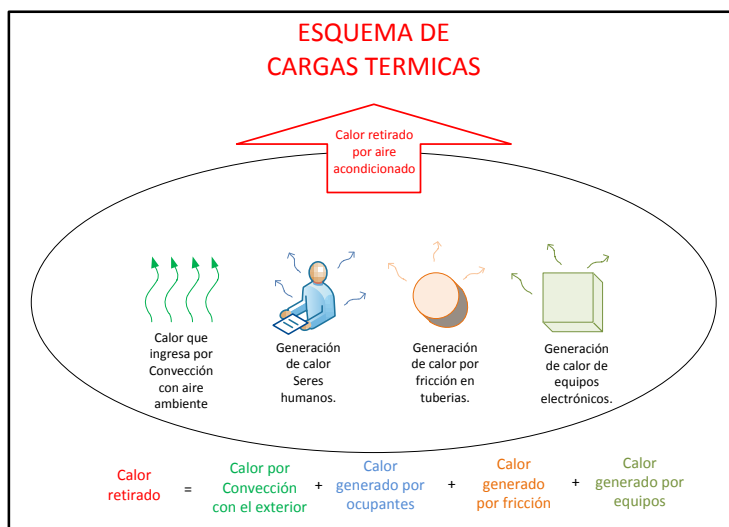 ESQUEMA DE
CARGAS TERMICAS
Calor retirado
por aire
acondicionado
Calor que
ingresa por
Convección
con aire
ambiente
Generación
de calor
Seres
humanos.
Generación
de calor por
fricción en
tuberias.
Generación
de calor de
equipos
electrónicos.
Calor
retirado
=
Calor por
Convección
con el exterior
+
Calor
generado por
ocupantes
+
Calor
generado
por fricción
+
Calor
generado por
equipos